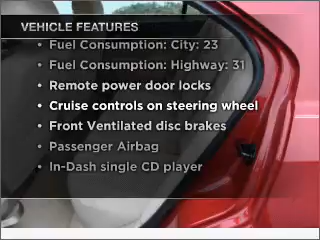 VEHICLE FEATURES
• Fuel Consumption: City: 23
• Fuel Consumption: Highway: 31
• Remote power door locks
• Cruise controls on steering wheel
• Front Ventilated disc brakes
• Passenger Airbag
• In-Dash single CD player